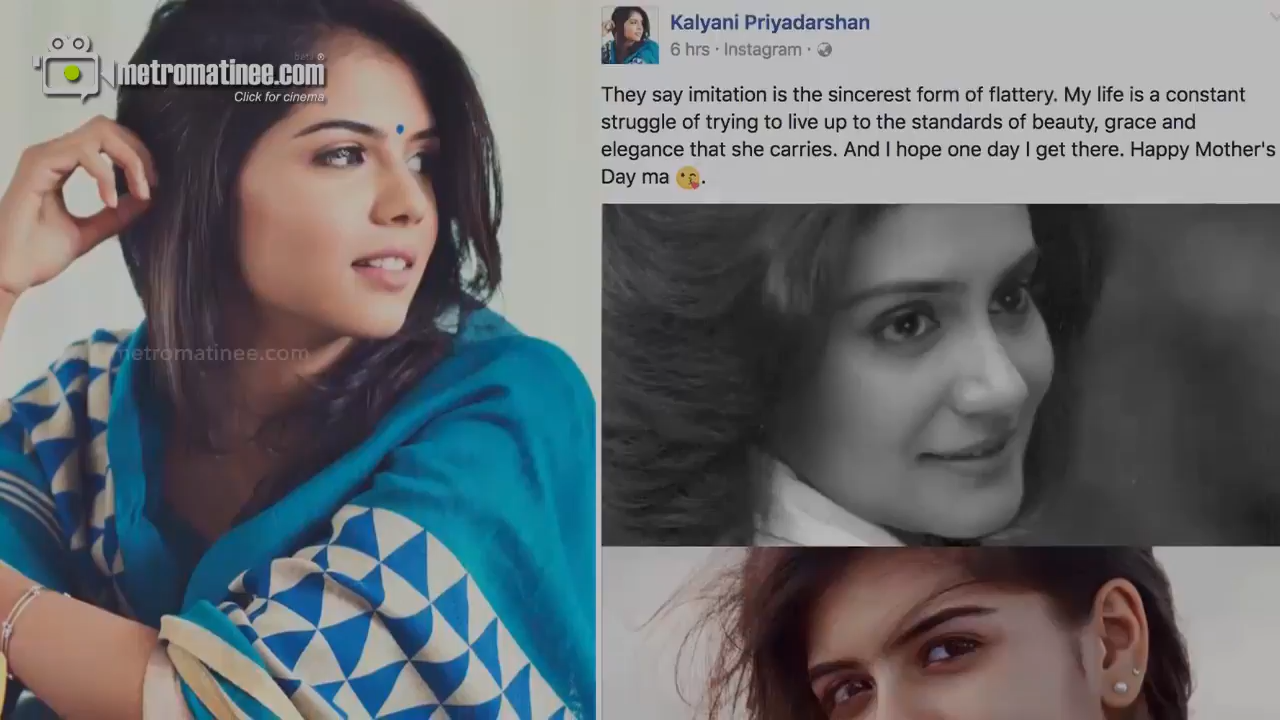 metromatinee.com
Click for cinema
metromatinee.com
Kalyani Priyadarshan
6 hrs · Instagram ·
They say imitation is the sincerest form of flattery. My life is a constant
struggle of trying to live up to the standards of beauty, grace and
elegance that she carries. And I hope one day I get there. Happy Mother's
Day ma 😘.